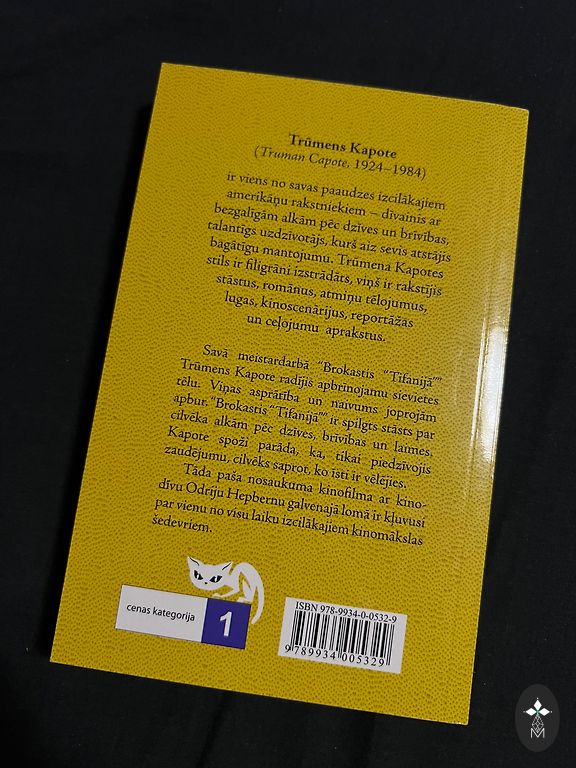 Trūmens Kapote
(Truman Capote, 1924–1984)
ir viens no savas paaudzes izcilākajiem
amerikāņu rakstniekiem – dīvainis ar
bezgalīgām alkām pēc dzīves un brīvības,
talantīgs uzdzīvotājs, kurš aiz sevis atstājis
bagātīgu mantojumu. Trūmena Kapotes
stils ir filigrāni izstrādāts, viņš ir rakstījis
stāstus, romānus, atmiņu tēlojumus,
lugas, kinoscenārijus, reportāžas
un ceļojumu aprakstus.
Savā meistardarbā “Brokastis “Tifanijā””
Trūmens Kapote radījis apbrīnojamu sievietes
tēlu. Viņas asprātība un naivums joprojām
apbur. “Brokastis “Tifanijā”” ir spilgts stāsts par
cilvēka alkām pēc dzīves, brīvības un laimes.
Kapote spoži parāda, ka, tikai piedzīvojis
zaudējumu, cilvēks saprot, ko īsti ir vēlējies.
Tāda paša nosaukuma kinofilma ar kino-
dīvu Odriju Hepbernu galvenajā lomā ir kļuvusi
par vienu no visu laiku izcilākajiem kinomākslas
šedevriem.
cenas kategorija 1
ISBN 978-9934-0-0532-9
9 789934 005329
M